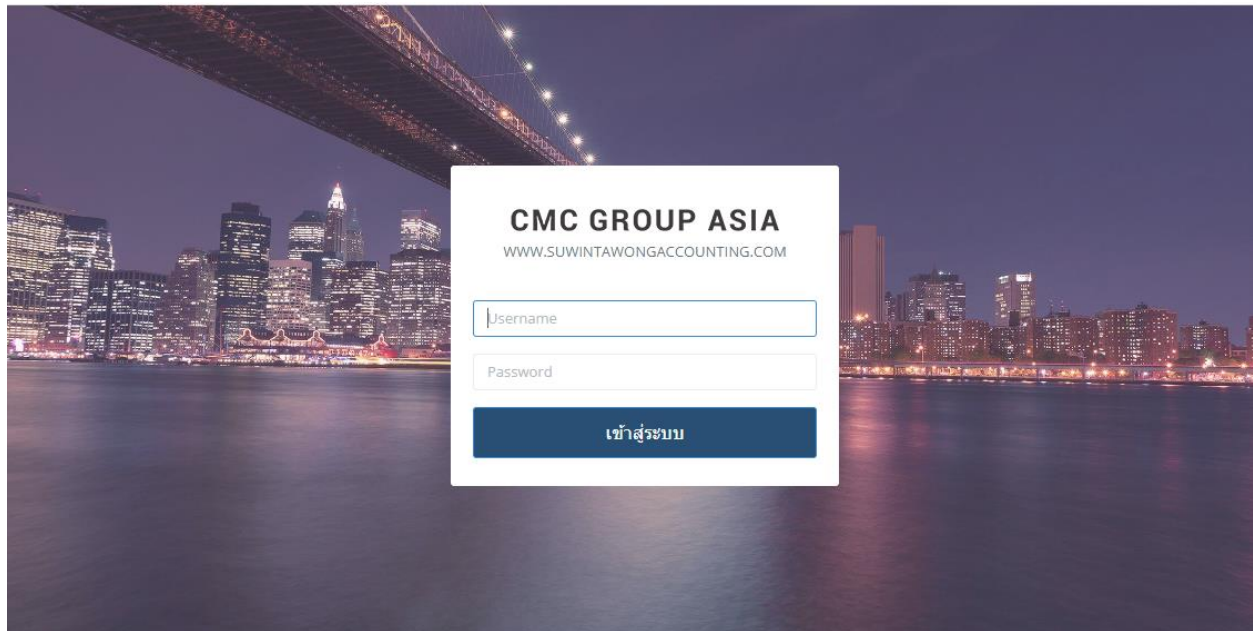 CMC GROUP ASIA
WWW.SUWINTAWONGACCOUNTING.COM
Username
Password
เข้าสู่ระบบ